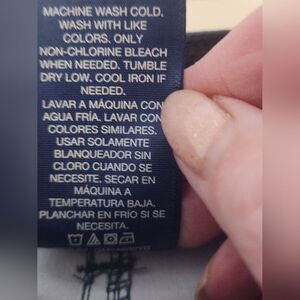 MACHINE WASH COLD.
WASH WITH LIKE
COLORS. ONLY
NON-CHLORINE BLEACH
WHEN NEEDED. TUMBLE
DRY LOW. COOL IRON IF
NEEDED.
LAVAR A MÁQUINA CON
AGUA FRÍA. LAVAR CON
COLORES SIMILARES.
USAR SOLAMENTE
BLANQUEADOR SIN
CLORO CUANDO SE
NECESITE. SECAR EN
MÁQUINA A
TEMPERATURA BAJA.
PLANCHAR EN FRÍO SI SE
NECESITA.